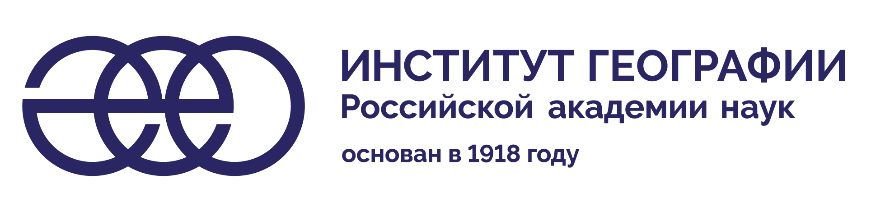 ИНСТИТУТ ГЕОГРАФИИ
Российской академии наук
основан в 1918 году